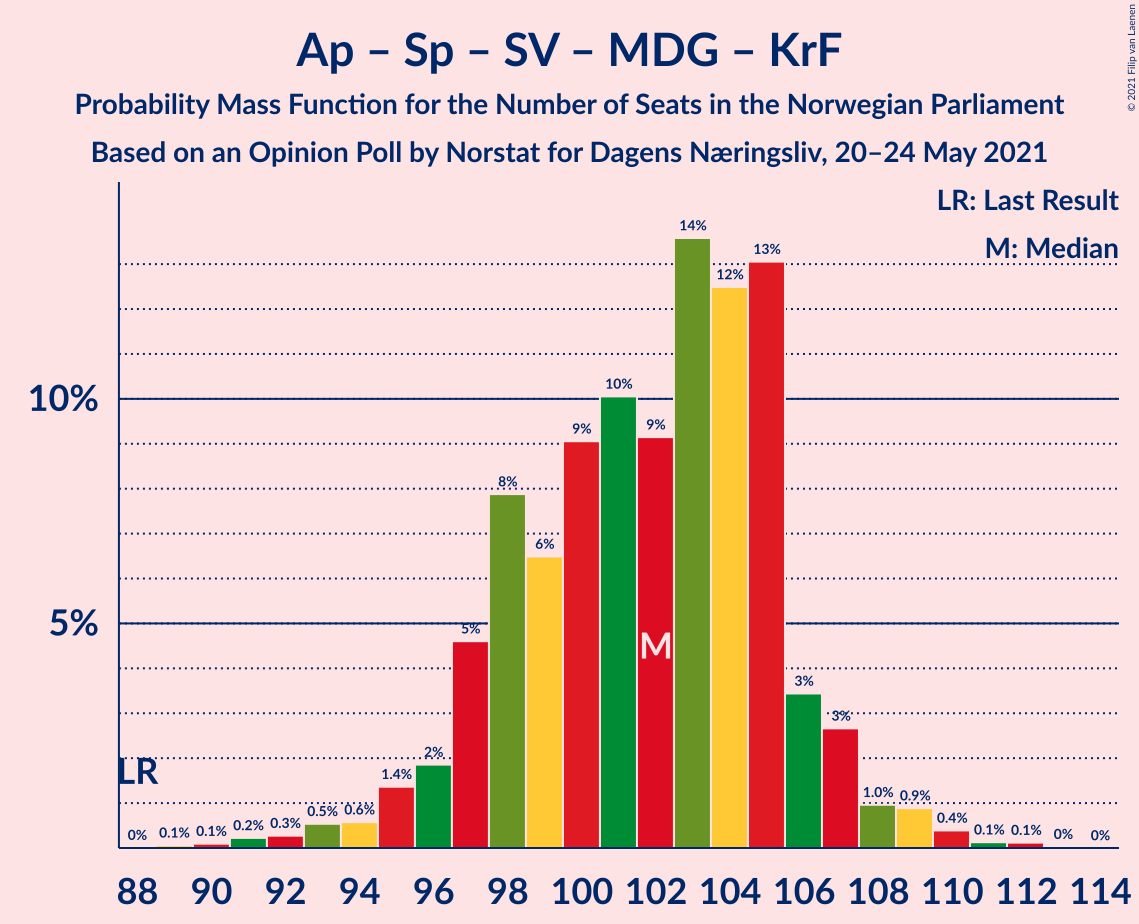 Ap – Sp – SV – MDG – KrF
Probability Mass Function for the Number of Seats in the Norwegian Parliament
Based on an Opinion Poll by Norstat for Dagens Næringsliv, 20–24 May 2021
© 2021 Filip van Laenen
LR: Last Result
M: Median
10%
5%
LR
M
0% 0.1% 0.1% 0.2% 0.3% 0.5% 0.6% 1.4% 2% 5% 8% 6% 9% 10% 9% 14% 12% 13% 3% 3% 1.0% 0.9% 0.4% 0.1% 0.1% 0% 0%
88 90 92 94 96 98 100 102 104 106 108 110 112 114